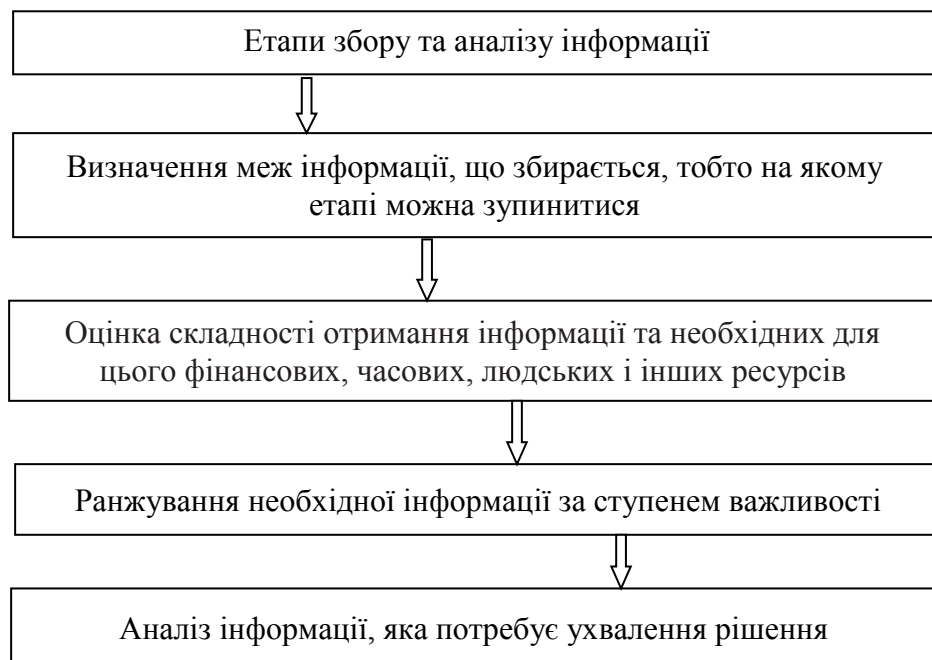 Етапи збору та аналізу інформації
Визначення меж інформації, що збирається, тобто на якому
етапі можна зупинитися
Оцінка складності отримання інформації та необхідних для
цього фінансових, часових, людських і інших ресурсів
Ранжування необхідної інформації за ступенем важливості
Аналіз інформації, яка потребує ухвалення рішення